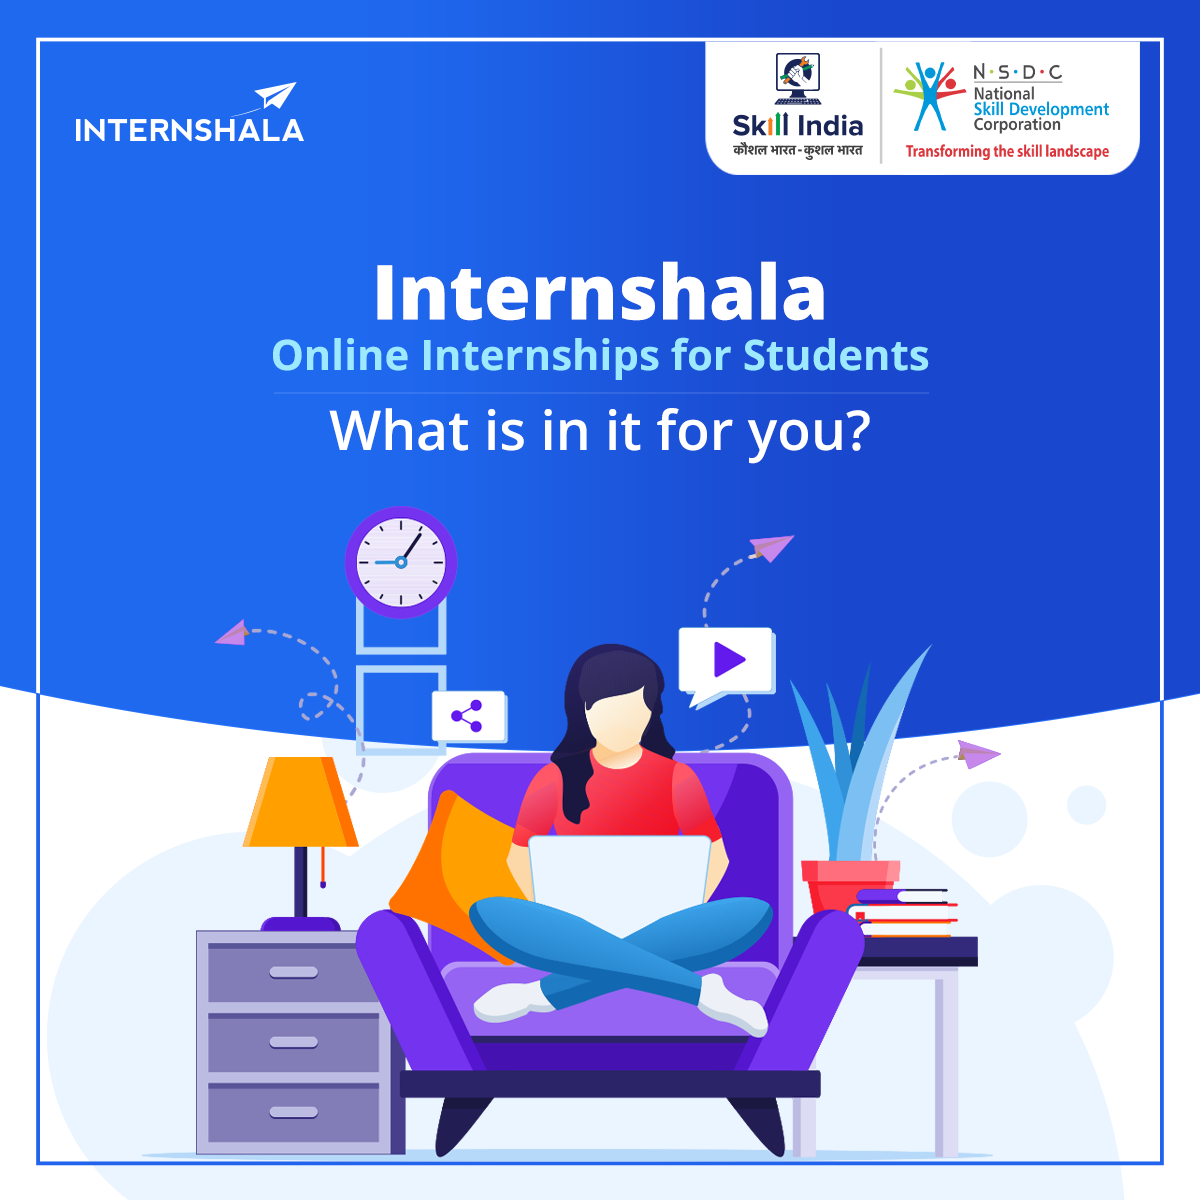 INTERNSHALA
Skill India
कौशल भारत - कुशल भारत
N·S·D·C
National
Skill Development
Corporation
Transforming the skill landscape
Internshala
Online Internships for Students
What is in it for you?